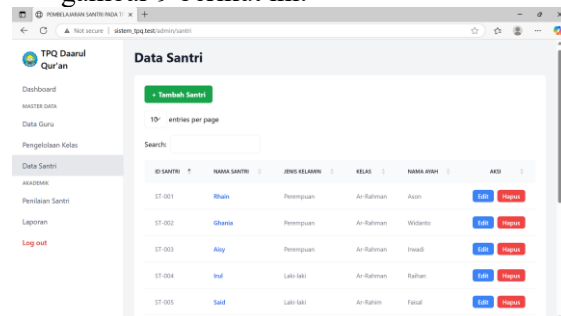 PEMBELAJARAN SANTRI PADA T
Not secure | sistem_tpq.test/admin/santri
TPQ Daarul Qur'an
Data Santri
Dashboard
MASTER DATA
Data Guru
Pengelolaan Kelas
Data Santri
AKADEMIK
Penilaian Santri
Laporan
Log out
+ Tambah Santri
10 entries per page
Search:
ID SANTRI NAMA SANTRI JENIS KELAMIN KELAS NAMA AYAH AKSI
ST-001 Rhain Perempuan Ar-Rahman Ason Edit Hapus
ST-002 Ghania Perempuan Ar-Rahman Widanto Edit Hapus
ST-003 Aisy Perempuan Ar-Rahman Irwadi Edit Hapus
ST-004 Irul Laki-laki Ar-Rahman Raihan Edit Hapus
ST-005 Said Laki-laki Ar-Rahim Faisal Edit Hapus